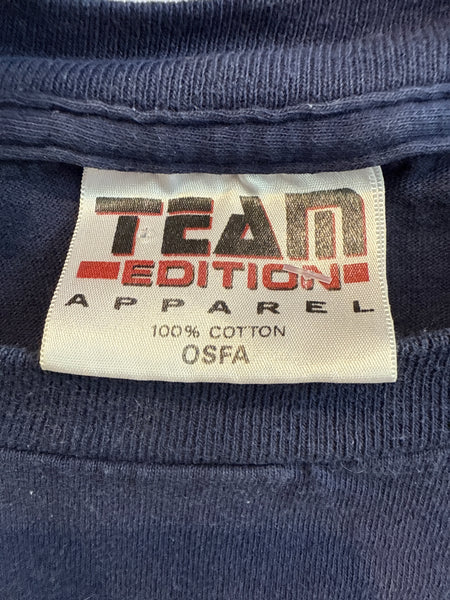 TEAM
EDITION
APPAREL
100% COTTON
OSFA